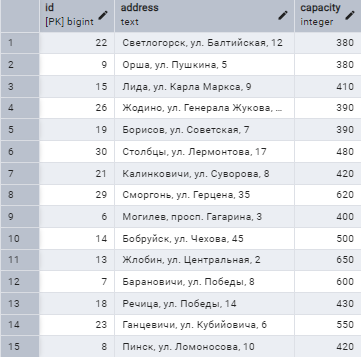 id address capacity
[PK] bigint text integer
1 22 Светлогорск, ул. Балтийская, 12 380
2 9 Орша, ул. Пушкина, 5 380
3 15 Лида, ул. Карла Маркса, 9 410
4 26 Жодино, ул. Генерала Жукова, ... 390
5 19 Борисов, ул. Советская, 7 390
6 30 Столбцы, ул. Лермонтова, 17 480
7 21 Калинковичи, ул. Суворова, 8 420
8 29 Сморгонь, ул. Герцена, 35 620
9 6 Могилев, просп. Гагарина, 3 400
10 14 Бобруйск, ул. Чехова, 45 500
11 13 Жлобин, ул. Центральная, 2 650
12 7 Барановичи, ул. Победы, 8 600
13 18 Речица, ул. Победы, 14 430
14 23 Ганцевичи, ул. Кубийовича, 6 550
15 8 Пинск, ул. Ломоносова, 10 420